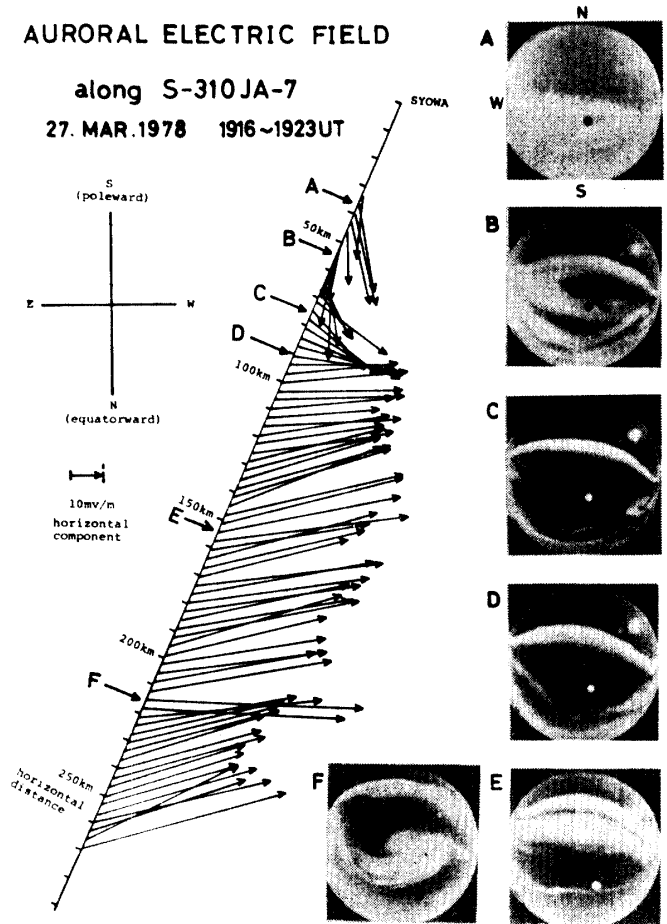 AURORAL ELECTRIC FIELD
along S-310JA-7
27. MAR. 1978 1916~1923UT
SYOWA
A
50km
B
C
D
100km
150km
E
200km
F
250km
horizontal
distance
S
(poleward)
E
W
N
(equatorward)
10mv/m
horizontal
component
N
A
W
S
B
C
D
F
E